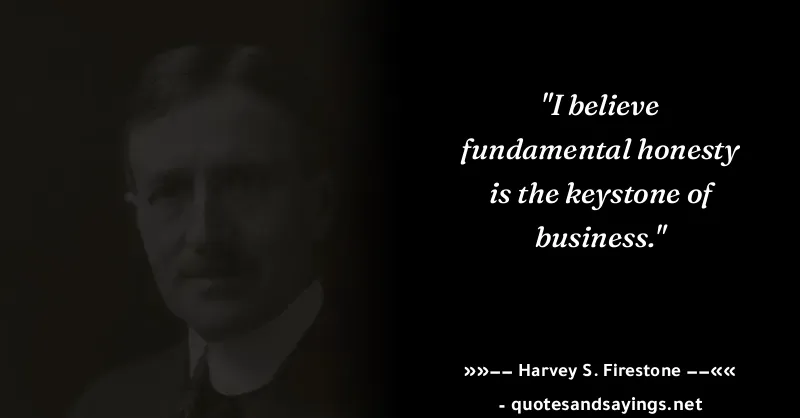 "I believe
fundamental honesty
is the keystone of
business."
»»–– Harvey S. Firestone ––««
- quotesandsayings.net